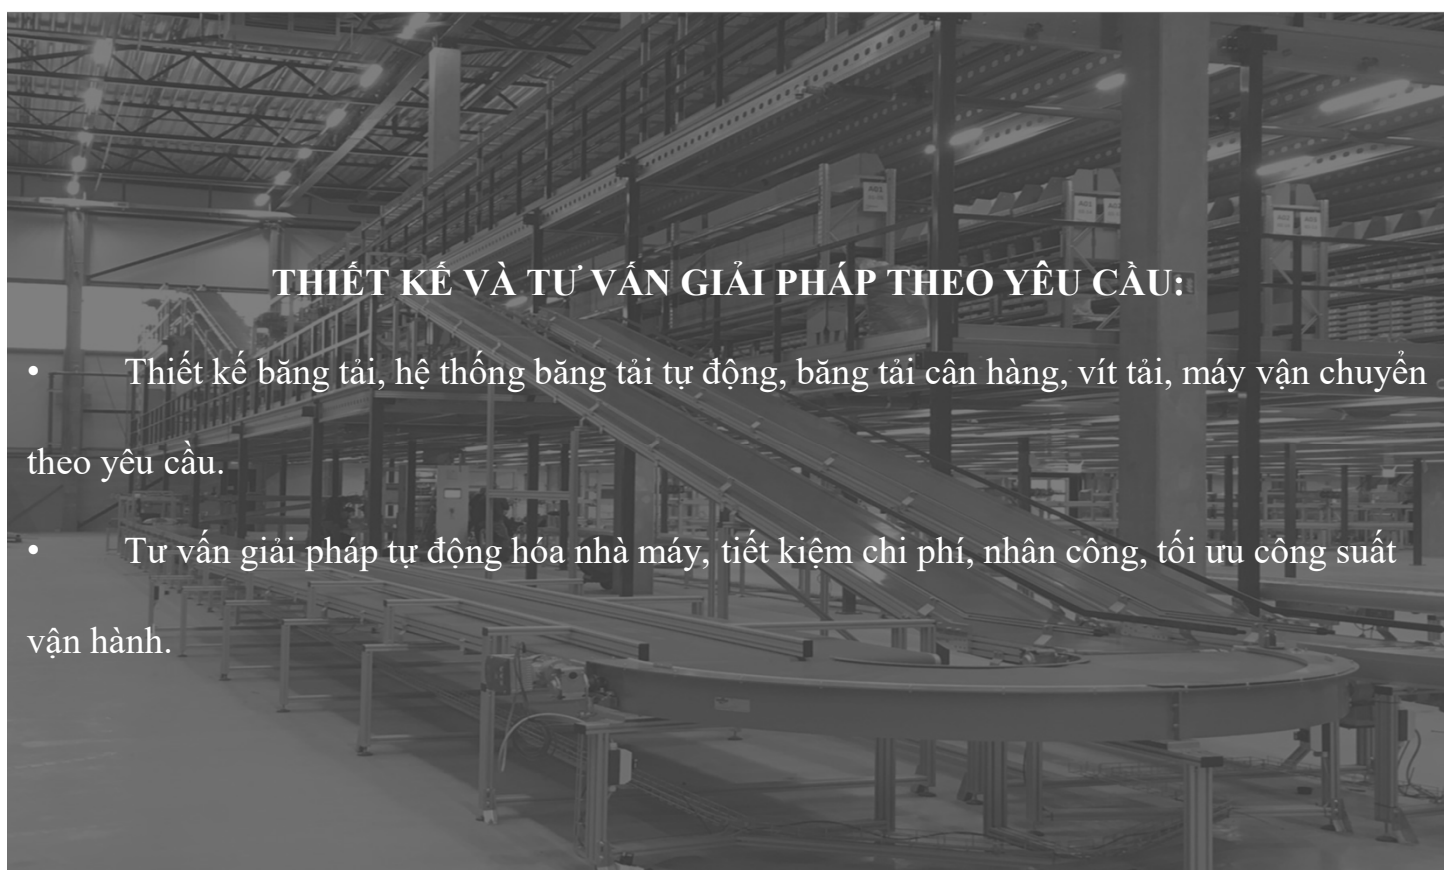 THIẾT KẾ VÀ TƯ VẤN GIẢI PHÁP THEO YÊU CẦU:
• Thiết kế băng tải, hệ thống băng tải tự động, băng tải cân hàng, vít tải, máy vận chuyển
theo yêu cầu.
• Tư vấn giải pháp tự động hóa nhà máy, tiết kiệm chi phí, nhân công, tối ưu công suất
vận hành.